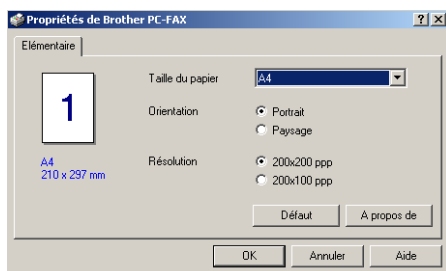 Propriétés de Brother PC-FAX
Elémentaire
1
A4
210 x 297 mm
Taille du papier A4
Orientation Portrait
Paysage
Résolution 200x200 ppp
200x100 ppp
Défaut A propos de
OK Annuler Aide